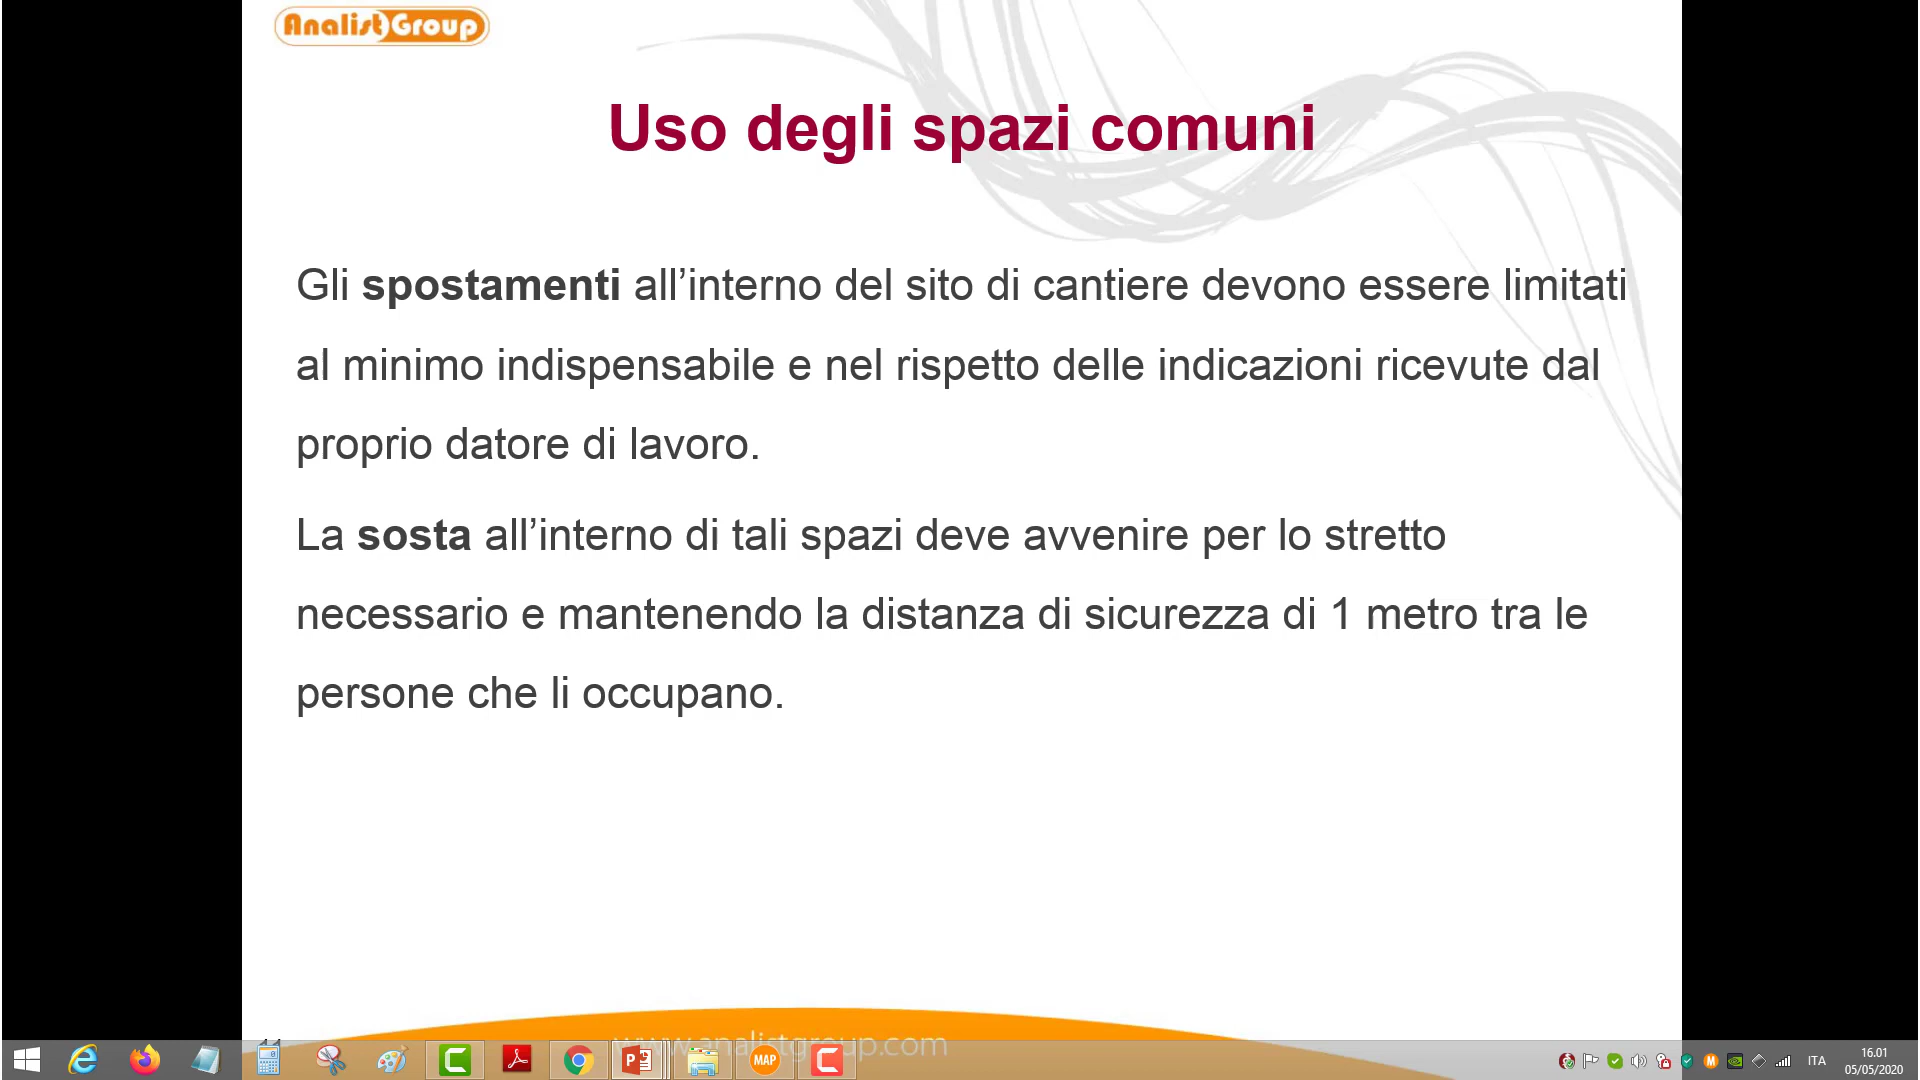 AnalistGroup
Uso degli spazi comuni
Gli spostamenti all’interno del sito di cantiere devono essere limitati
al minimo indispensabile e nel rispetto delle indicazioni ricevute dal
proprio datore di lavoro.
La sosta all’interno di tali spazi deve avvenire per lo stretto
necessario e mantenendo la distanza di sicurezza di 1 metro tra le
persone che li occupano.
www.analistgroup.com
MAP
ITA
16.01
05/05/2020